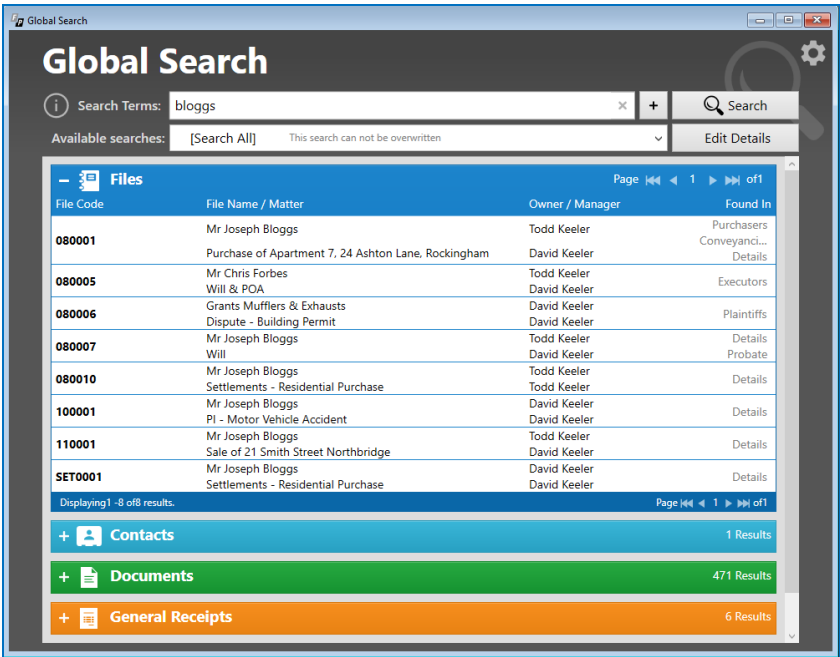 Global Search
Global Search
Search Terms: bloggs × + Search
Available searches: [Search All] This search can not be overwritten Edit Details
Files Page 1 of1
File Code File Name / Matter Owner / Manager Found In
080001 Mr Joseph Bloggs Todd Keeler Purchasers
Conveyanci...
Purchase of Apartment 7, 24 Ashton Lane, Rockingham David Keeler Details
080005 Mr Chris Forbes Todd Keeler Executors
Will & POA David Keeler
080006 Grants Mufflers & Exhausts David Keeler Plaintiffs
Dispute - Building Permit David Keeler
080007 Mr Joseph Bloggs Todd Keeler Details
Will David Keeler Probate
080010 Mr Joseph Bloggs Todd Keeler Details
Settlements - Residential Purchase Todd Keeler
100001 Mr Joseph Bloggs David Keeler Details
PI - Motor Vehicle Accident David Keeler
110001 Mr Joseph Bloggs Todd Keeler Details
Sale of 21 Smith Street Northbridge David Keeler
SET0001 Mr Joseph Bloggs David Keeler Details
Settlements - Residential Purchase David Keeler
Displaying1 -8 of8 results. Page 1 of1
+ Contacts 1 Results
+ Documents 471 Results
+ General Receipts 6 Results